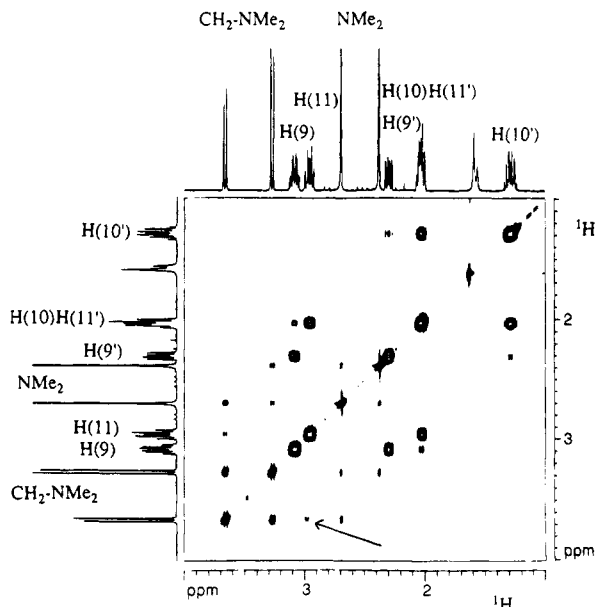 CH₂-NMe₂ NMe₂
H(10)H(11')
H(11)
H(9)
H(9')
H(10')
H(10')
¹H
H(10)H(11')
2
H(9')
NMe₂
H(11)
3
H(9)
CH₂-NMe₂
ppm
ppm 3 2 ¹H